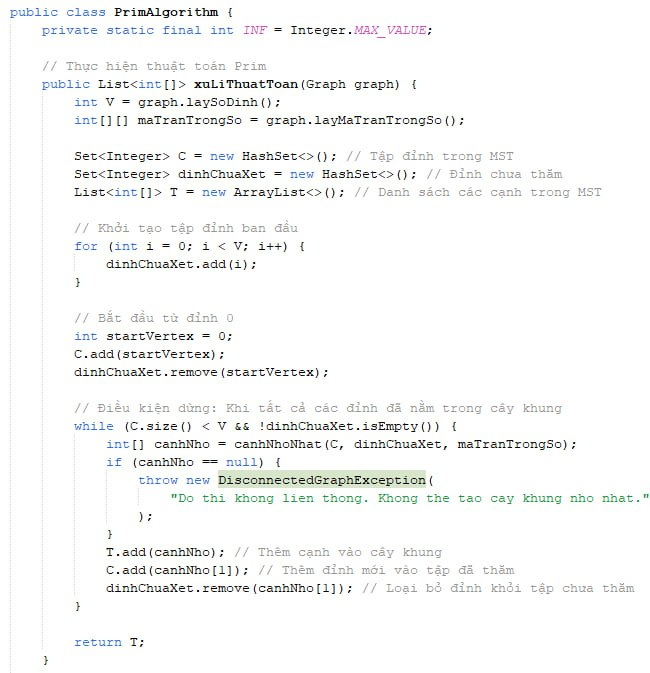 public class PrimAlgorithm {
    private static final int INF = Integer.MAX_VALUE;

    // Thực hiện thuật toán Prim
    public List<int[]> xuLiThuatToan(Graph graph) {
        int V = graph.laySoDinh();
        int[][] maTranTrongSo = graph.layMaTranTrongSo();

        Set<Integer> C = new HashSet<>(); // Tập đỉnh trong MST
        Set<Integer> dinhChuaXet = new HashSet<>(); // Đỉnh chưa thăm
        List<int[]> T = new ArrayList<>(); // Danh sách các cạnh trong MST

        // Khởi tạo tập đỉnh ban đầu
        for (int i = 0; i < V; i++) {
            dinhChuaXet.add(i);
        }

        // Bắt đầu từ đỉnh 0
        int startVertex = 0;
        C.add(startVertex);
        dinhChuaXet.remove(startVertex);

        // Điều kiện dừng: Khi tất cả các đỉnh đã nằm trong cây khung
        while (C.size() < V && !dinhChuaXet.isEmpty()) {
            int[] canhNho = canhNhoNhat(C, dinhChuaXet, maTranTrongSo);
            if (canhNho == null) {
                throw new DisconnectedGraphException(
                    "Do thi khong lien thong. Khong the tao cay khung nho nhat."
                );
            }
            T.add(canhNho); // Thêm cạnh vào cây khung
            C.add(canhNho[1]); // Thêm đỉnh mới vào tập đã thăm
            dinhChuaXet.remove(canhNho[1]); // Loại bỏ đỉnh khỏi tập chưa thăm
        }

        return T;
    }